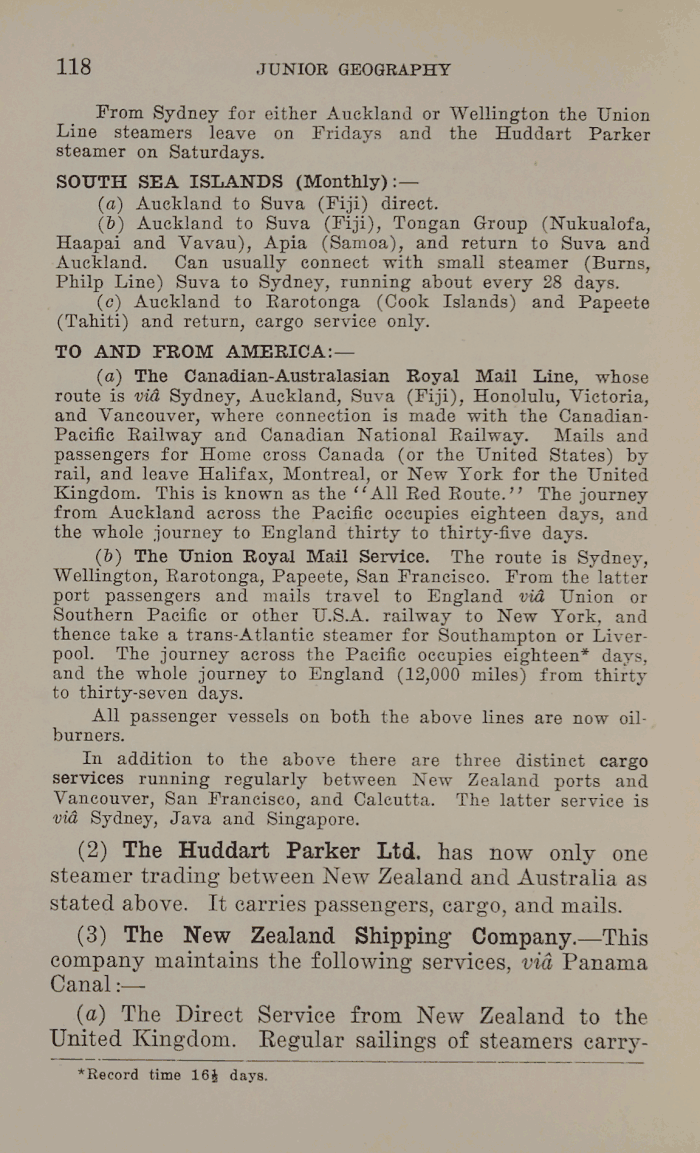 118 JUNIOR GEOGRAPHY
From Sydney for either Auckland or Wellington the Union
Line steamers leave on Fridays and the Huddart Parker
steamer on Saturdays.
SOUTH SEA ISLANDS (Monthly):—
(a) Auckland to Suva (Fiji) direct.
(b) Auckland to Suva (Fiji), Tongan Group (Nukualofa,
Haapai and Vavau), Apia (Samoa), and return to Suva and
Auckland. Can usually connect with small steamer (Burns,
Philp Line) Suva to Sydney, running about every 28 days.
(c) Auckland to Rarotonga (Cook Islands) and Papeete
(Tahiti) and return, cargo service only.
TO AND FROM AMERICA:—
(a) The Canadian-Australasian Royal Mail Line, whose
route is viâ Sydney, Auckland, Suva (Fiji), Honolulu, Victoria,
and Vancouver, where connection is made with the Canadian-
Pacific Railway and Canadian National Railway. Mails and
passengers for Home cross Canada (or the United States) by
rail, and leave Halifax, Montreal, or New York for the United
Kingdom. This is known as the ‘‘All Red Route.’’ The journey
from Auckland across the Pacific occupies eighteen days, and
the whole journey to England thirty to thirty-five days.
(b) The Union Royal Mail Service. The route is Sydney,
Wellington, Rarotonga, Papeete, San Francisco. From the latter
port passengers and mails travel to England viâ Union or
Southern Pacific or other U.S.A. railway to New York, and
thence take a trans-Atlantic steamer for Southampton or Liver-
pool. The journey across the Pacific occupies eighteen* days,
and the whole journey to England (12,000 miles) from thirty
to thirty-seven days.
All passenger vessels on both the above lines are now oil-
burners.
In addition to the above there are three distinct cargo
services running regularly between New Zealand ports and
Vancouver, San Francisco, and Calcutta. The latter service is
viâ Sydney, Java and Singapore.
(2) The Huddart Parker Ltd. has now only one
steamer trading between New Zealand and Australia as
stated above. It carries passengers, cargo, and mails.
(3) The New Zealand Shipping Company.—This
company maintains the following services, viâ Panama
Canal:—
(a) The Direct Service from New Zealand to the
United Kingdom. Regular sailings of steamers carry-
*Record time 16½ days.